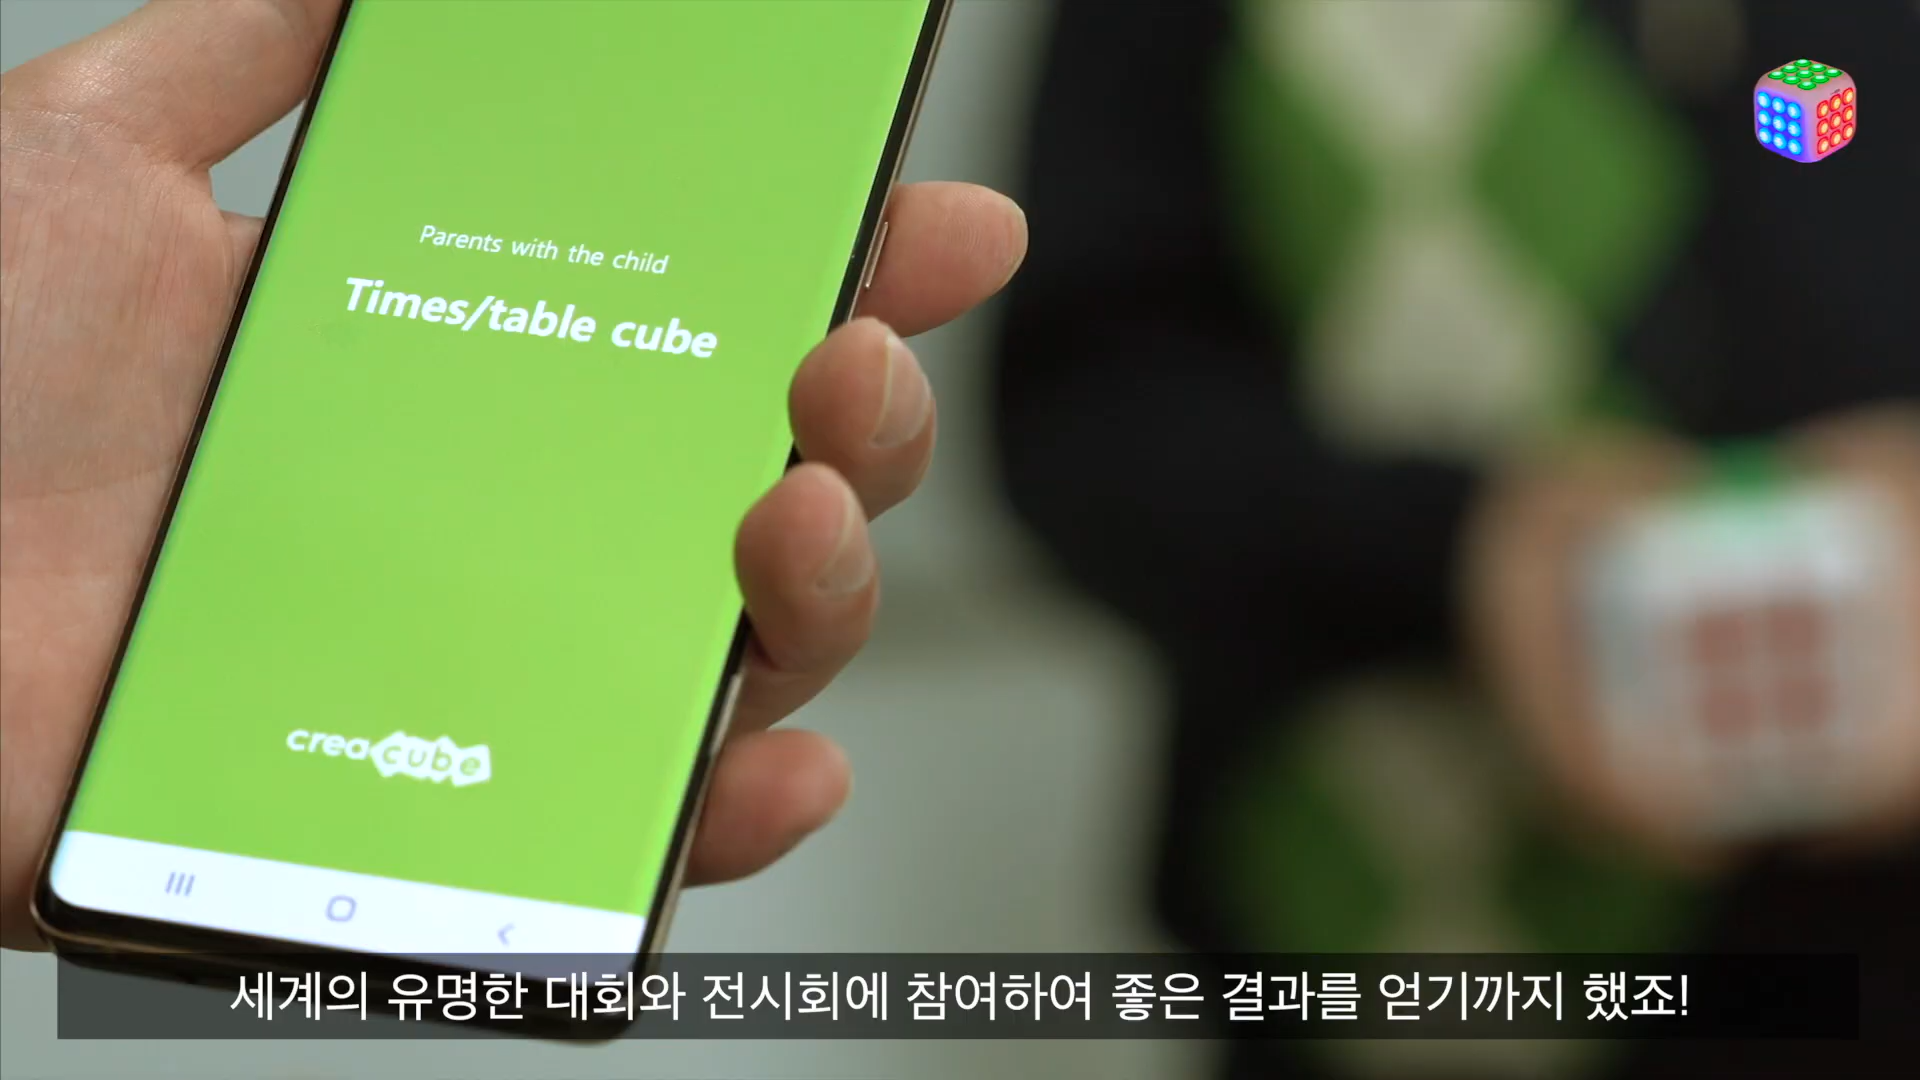 Parents with the child
Times/table cube
creacube
세계의 유명한 대회와 전시회에 참여하여 좋은 결과를 얻기까지 했죠!